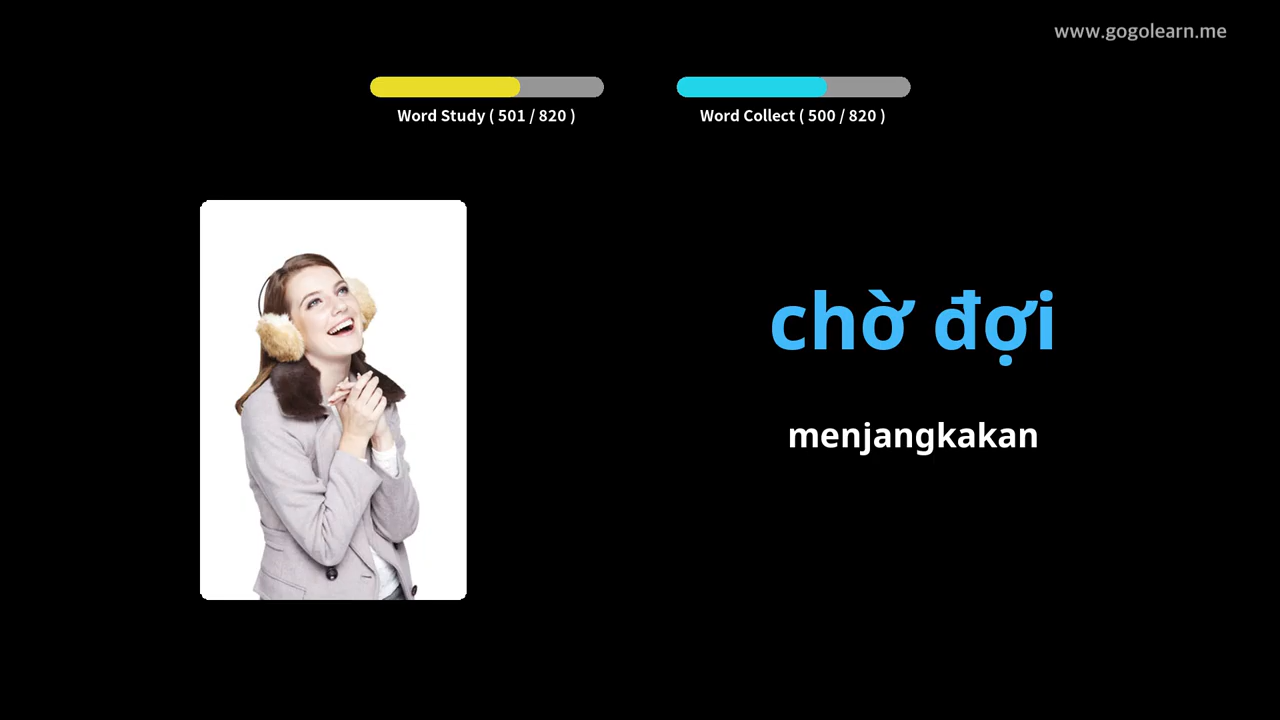 www.gogolearn.me
Word Study ( 501 / 820 )
Word Collect ( 500 / 820 )
chờ đợi
menjangkakan